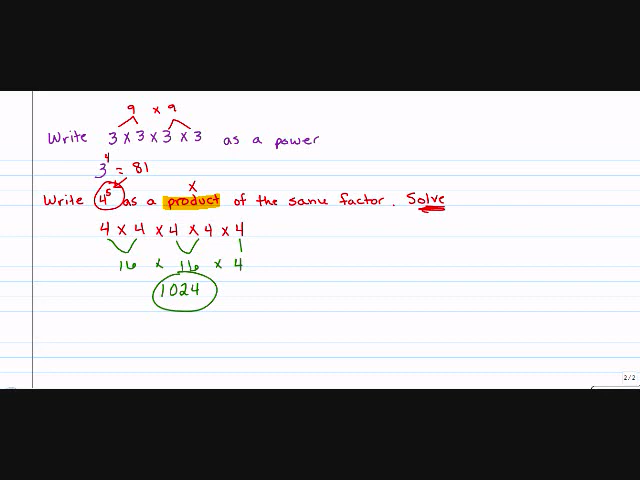 9 x 9
Write 3 x 3 x 3 x 3 as a power
3⁴ = 81
x
Write 4⁵ as a product of the same factor. Solve
4 x 4 x 4 x 4 x 4
16 x 16 x 4
1024
2/2